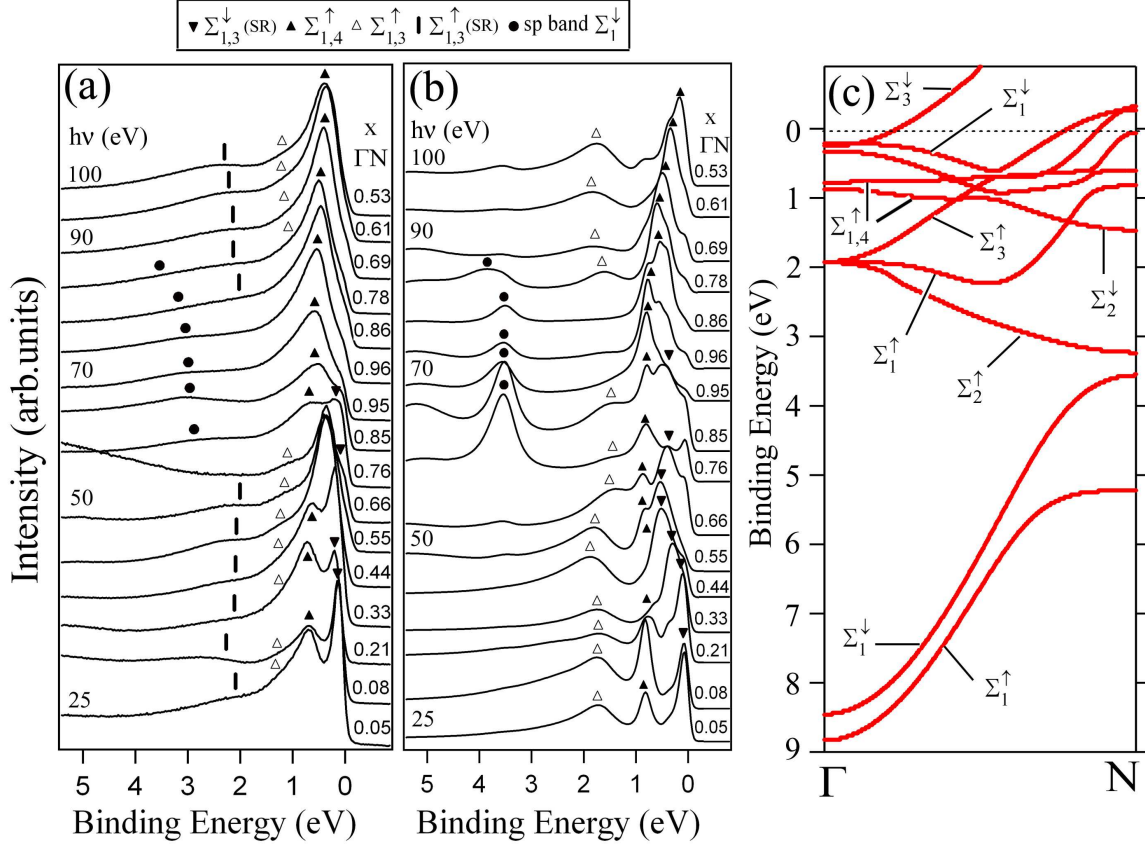 ▼ Σ↓1,3 (SR) ▲ Σ↑1,4 △ Σ↑1,3 ❙ Σ↑1,3 (SR) ● sp band Σ↓1
(a)
hν (eV)
100
90
70
50
25
0.53
0.61
0.69
0.78
0.86
0.96
0.95
0.85
0.76
0.66
0.55
0.44
0.33
0.21
0.08
0.05
x
ΓN
5 4 3 2 1 0
Binding Energy (eV)
Intensity (arb.units)
(b)
100
90
70
50
25
x
ΓN
0.53
0.61
0.69
0.78
0.86
0.96
0.95
0.85
0.76
0.66
0.55
0.44
0.33
0.21
0.08
0.05
5 4 3 2 1 0
Binding Energy (eV)
(c)
Binding Energy (eV)
0
1
2
3
4
5
6
7
8
9
Σ↓3
Σ↓1
Σ↑1,4
Σ↑3
Σ↓2
Σ↑1
Σ↑2
Σ↓1
Σ↑1
Γ N